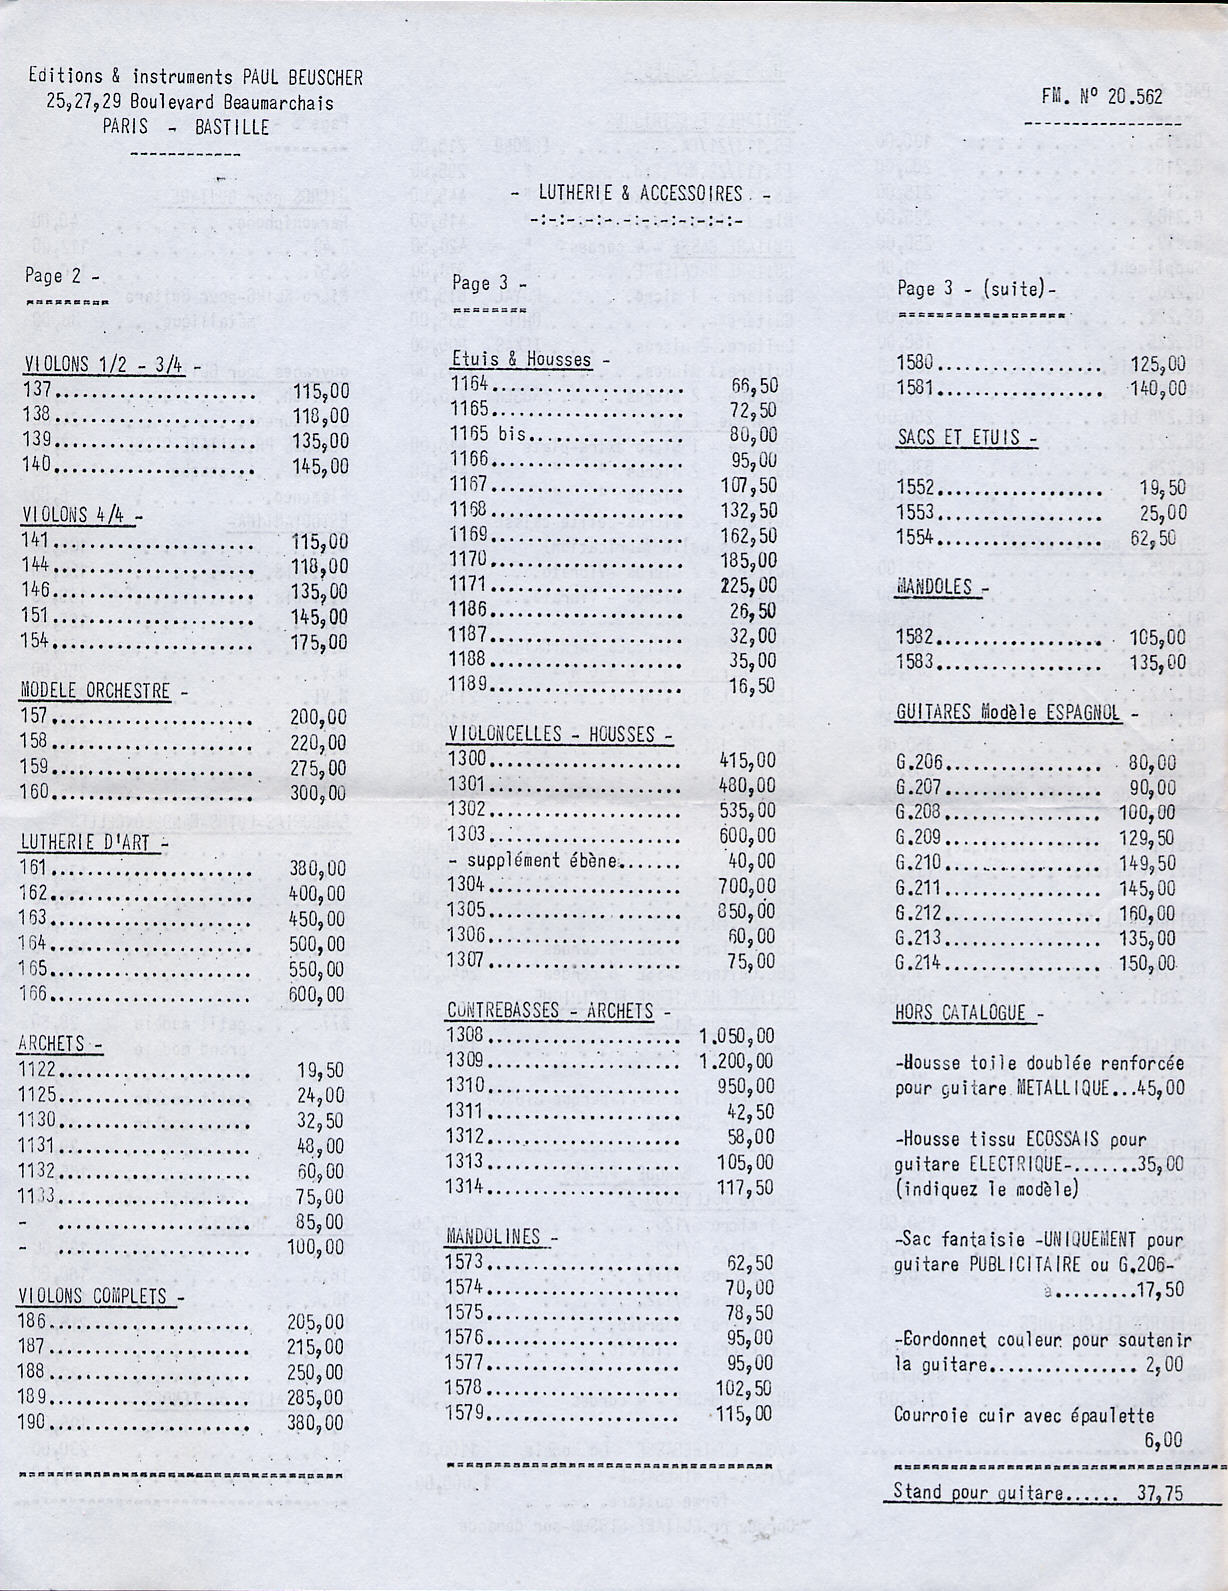 Editions & instruments PAUL BEUSCHER
25,27,29 Boulevard Beaumarchais
PARIS - BASTILLE
------------
FM. N° 20.562
-----------------
- LUTHERIE & ACCESSOIRES. -
-:-:-.-:-.-:-:-:-:-:-
Page 2 -
VIOLONS 1/2 - 3/4 -
137...................... 115,00
138...................... 118,00
139...................... 135,00
140...................... 145,00
VIOLONS 4/4 -
141...................... 115,00
144...................... 118,00
146...................... 135,00
151...................... 145,00
154...................... 175,00
MODELE ORCHESTRE -
157...................... 200,00
158...................... 220,00
159...................... 275,00
160...................... 300,00
LUTHERIE D'ART -
161...................... 380,00
162...................... 400,00
163...................... 450,00
164...................... 500,00
165...................... 550,00
166...................... 600,00
ARCHETS -
1122..................... 19,50
1125..................... 24,00
1130..................... 32,50
1131..................... 48,00
1132..................... 60,00
1133..................... 75,00
- ..................... 85,00
- ..................... 100,00
VIOLONS COMPLETS -
186...................... 205,00
187...................... 215,00
188...................... 250,00
189...................... 285,00
190...................... 380,00
Page 3 -
Etuis & Housses -
1164..................... 66,50
1165..................... 72,50
1165 bis................. 80,00
1166..................... 95,00
1167..................... 107,50
1168..................... 132,50
1169..................... 162,50
1170..................... 185,00
1171..................... 225,00
1186..................... 26,50
1187..................... 32,00
1188..................... 35,00
1189..................... 16,50
VIOLONCELLES - HOUSSES -
1300..................... 415,00
1301..................... 480,00
1302..................... 535,00
1303..................... 600,00
- supplément ébène....... 40,00
1304..................... 700,00
1305..................... 850,00
1306..................... 60,00
1307..................... 75,00
CONTREBASSES - ARCHETS -
1308..................... 1.050,00
1309..................... 1.200,00
1310..................... 950,00
1311..................... 42,50
1312..................... 58,00
1313..................... 105,00
1314..................... 117,50
MANDOLINES -
1573..................... 62,50
1574..................... 70,00
1575..................... 78,50
1576..................... 95,00
1577..................... 95,00
1578..................... 102,50
1579..................... 115,00
Page 3 - (suite)-
1580.................. 125,00
1581.................. 140,00
SACS ET ETUIS -
1552.................. 19,50
1553.................. 25,00
1554.................. 62,50
MANDOLES -
1582.................. 105,00
1583.................. 135,00
GUITARES Modèle ESPAGNOL -
G.206................. 80,00
G.207................. 90,00
G.208................. 100,00
G.209................. 129,50
G.210................. 149,50
G.211................. 145,00
G.212................. 160,00
G.213................. 135,00
G.214................. 150,00
HORS CATALOGUE -
-Housse toile doublée renforcée
pour guitare METALLIQUE...45,00
-Housse tissu ECOSSAIS pour
guitare ELECTRIQUE-.......35,00
(indiquez le modèle)
-Sac fantaisie -UNIQUEMENT pour
guitare PUBLICITAIRE ou G.206-
à.........17,50
-Cordonnet couleur pour soutenir
la guitare................ 2,00
Courroie cuir avec épaulette
6,00
Stand pour guitare...... 37,75